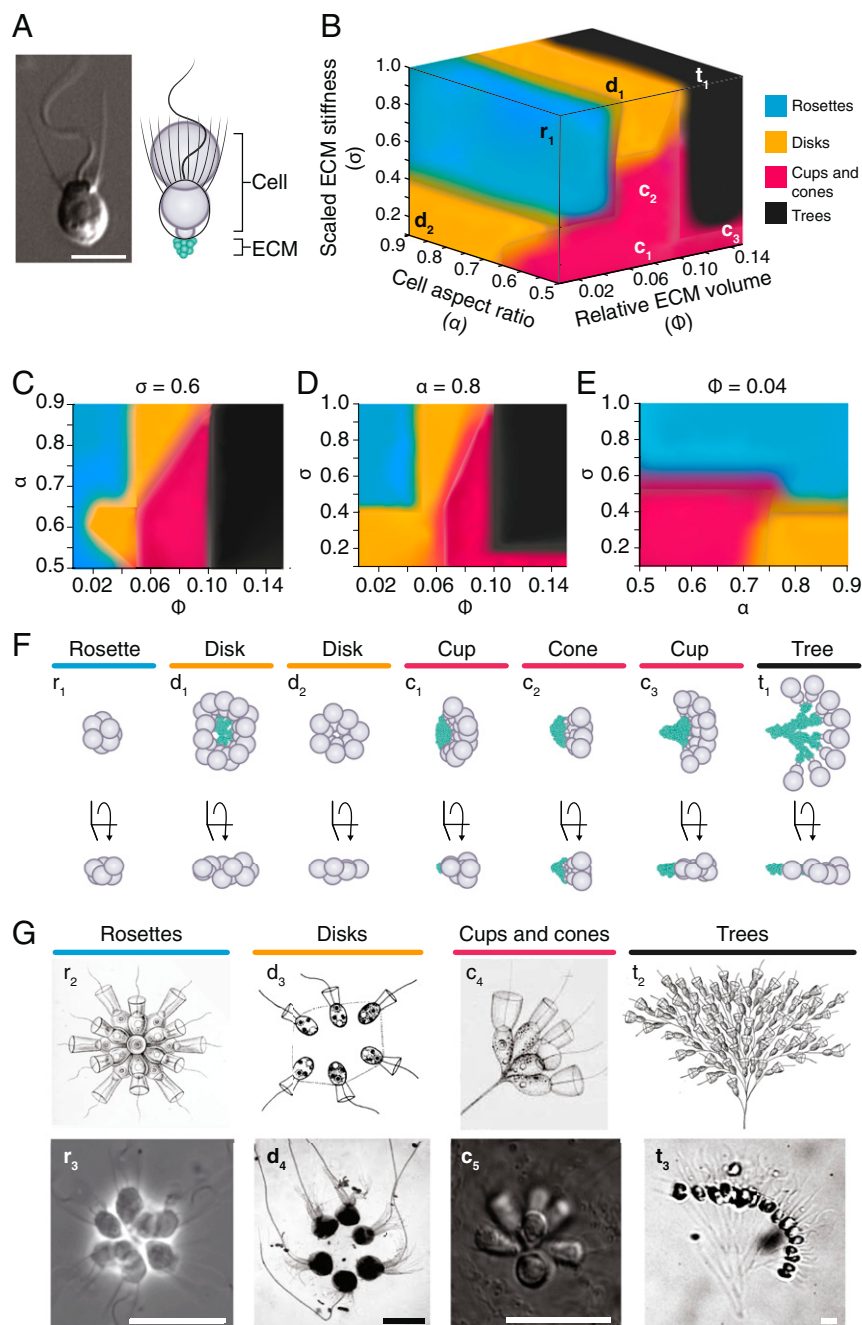 A
Cell
ECM
B
Scaled ECM stiffness
(σ)
1.0
0.8
0.6
0.4
0.2
0.9
0.8
0.7
0.6
0.5
Cell aspect ratio
(α)
0.02
0.06
0.10
0.14
Relative ECM volume
(Φ)
r1
d1
t1
d2
c2
c1
c3
Rosettes
Disks
Cups and
cones
Trees
C
σ = 0.6
α
0.9
0.8
0.7
0.6
0.5
0.02 0.06 0.10 0.14
Φ
D
α = 0.8
σ
1.0
0.8
0.6
0.4
0.2
0.02 0.06 0.10 0.14
Φ
E
Φ = 0.04
σ
1.0
0.8
0.6
0.4
0.2
0.5 0.6 0.7 0.8 0.9
α
F
Rosette Disk Disk Cup Cone Cup Tree
r1 d1 d2 c1 c2 c3 t1
G
Rosettes Disks Cups and cones Trees
r2 d3 c4 t2
r3 d4 c5 t3